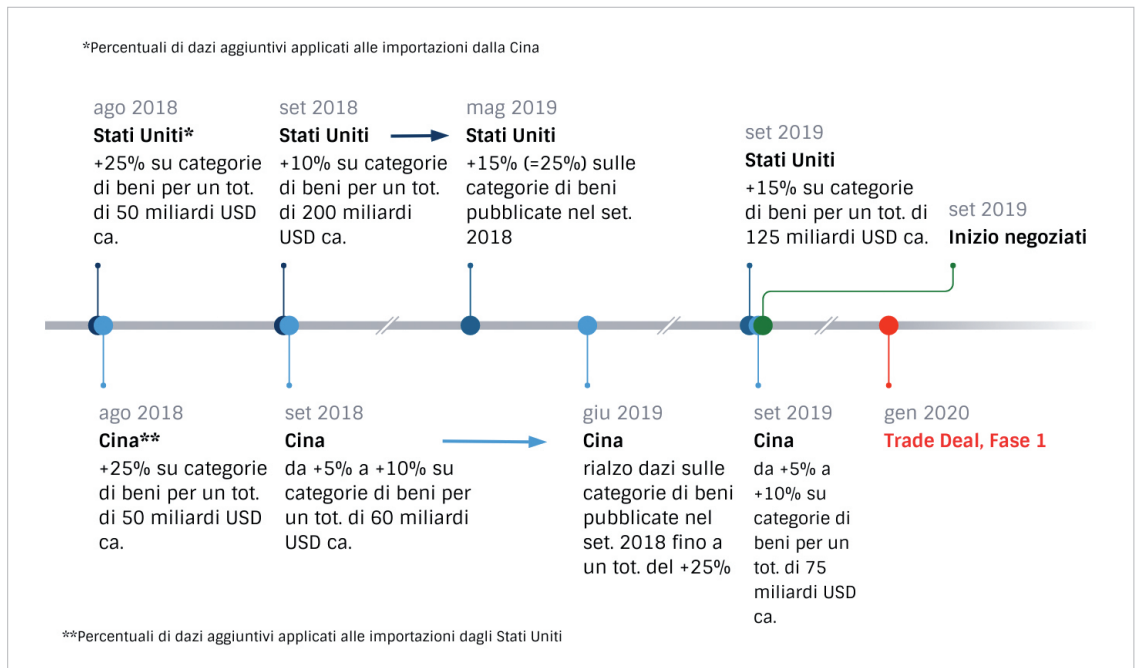 *Percentuali di dazi aggiuntivi applicati alle importazioni dalla Cina
ago 2018
Stati Uniti*
+25% su categorie
di beni per un tot.
di 50 miliardi USD
ca.
set 2018
Stati Uniti
+10% su categorie
di beni per un tot.
di 200 miliardi
USD ca.
mag 2019
Stati Uniti
+15% (=25%) sulle
categorie di beni
pubblicate nel set.
2018
set 2019
Stati Uniti
+15% su categorie
di beni per un tot. di
125 miliardi USD ca.
set 2019
Inizio negoziati
ago 2018
Cina**
+25% su categorie
di beni per un tot.
di 50 miliardi USD
ca.
set 2018
Cina
da +5% a +10% su
categorie di beni per
un tot. di 60 miliardi
USD ca.
giu 2019
Cina
rialzo dazi sulle
categorie di beni
pubblicate nel
set. 2018 fino a
un tot. del +25%
set 2019
Cina
da +5% a
+10% su
categorie di
beni per un
tot. di 75
miliardi USD
ca.
gen 2020
Trade Deal, Fase 1
**Percentuali di dazi aggiuntivi applicati alle importazioni dagli Stati Uniti